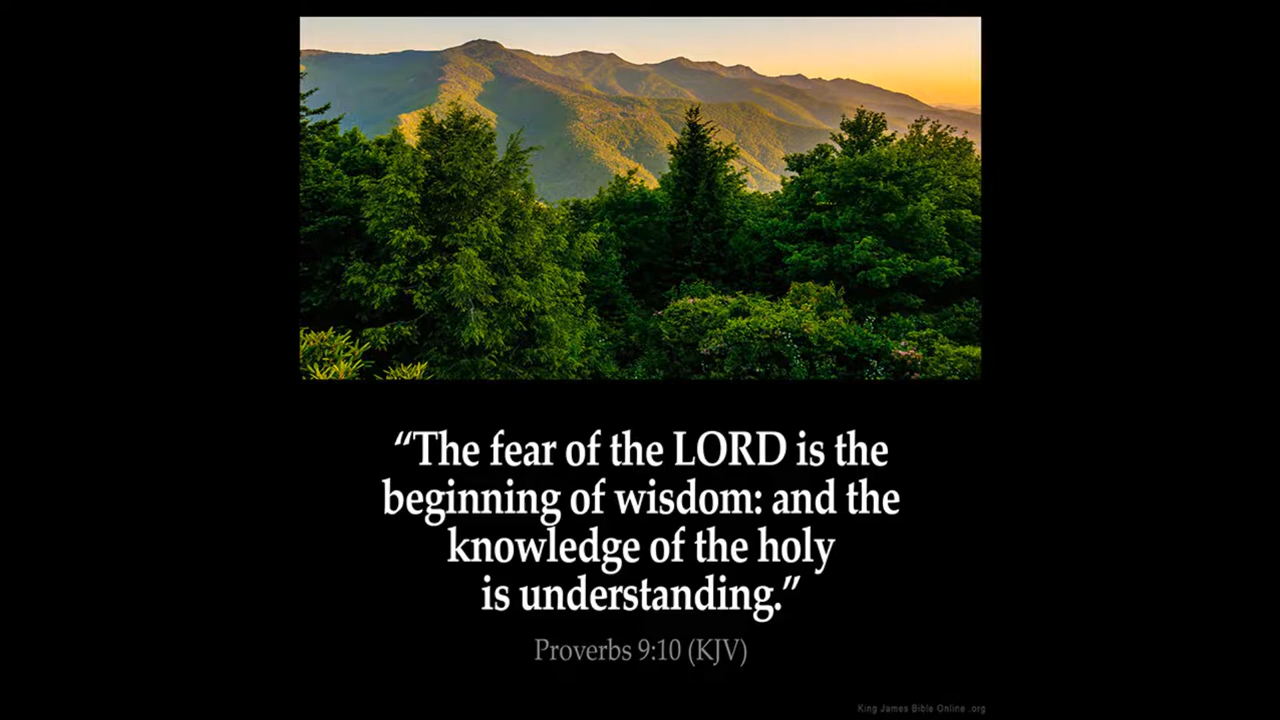 “The fear of the LORD is the
beginning of wisdom: and the
knowledge of the holy
is understanding.”
Proverbs 9:10 (KJV)
King James Bible Online .org